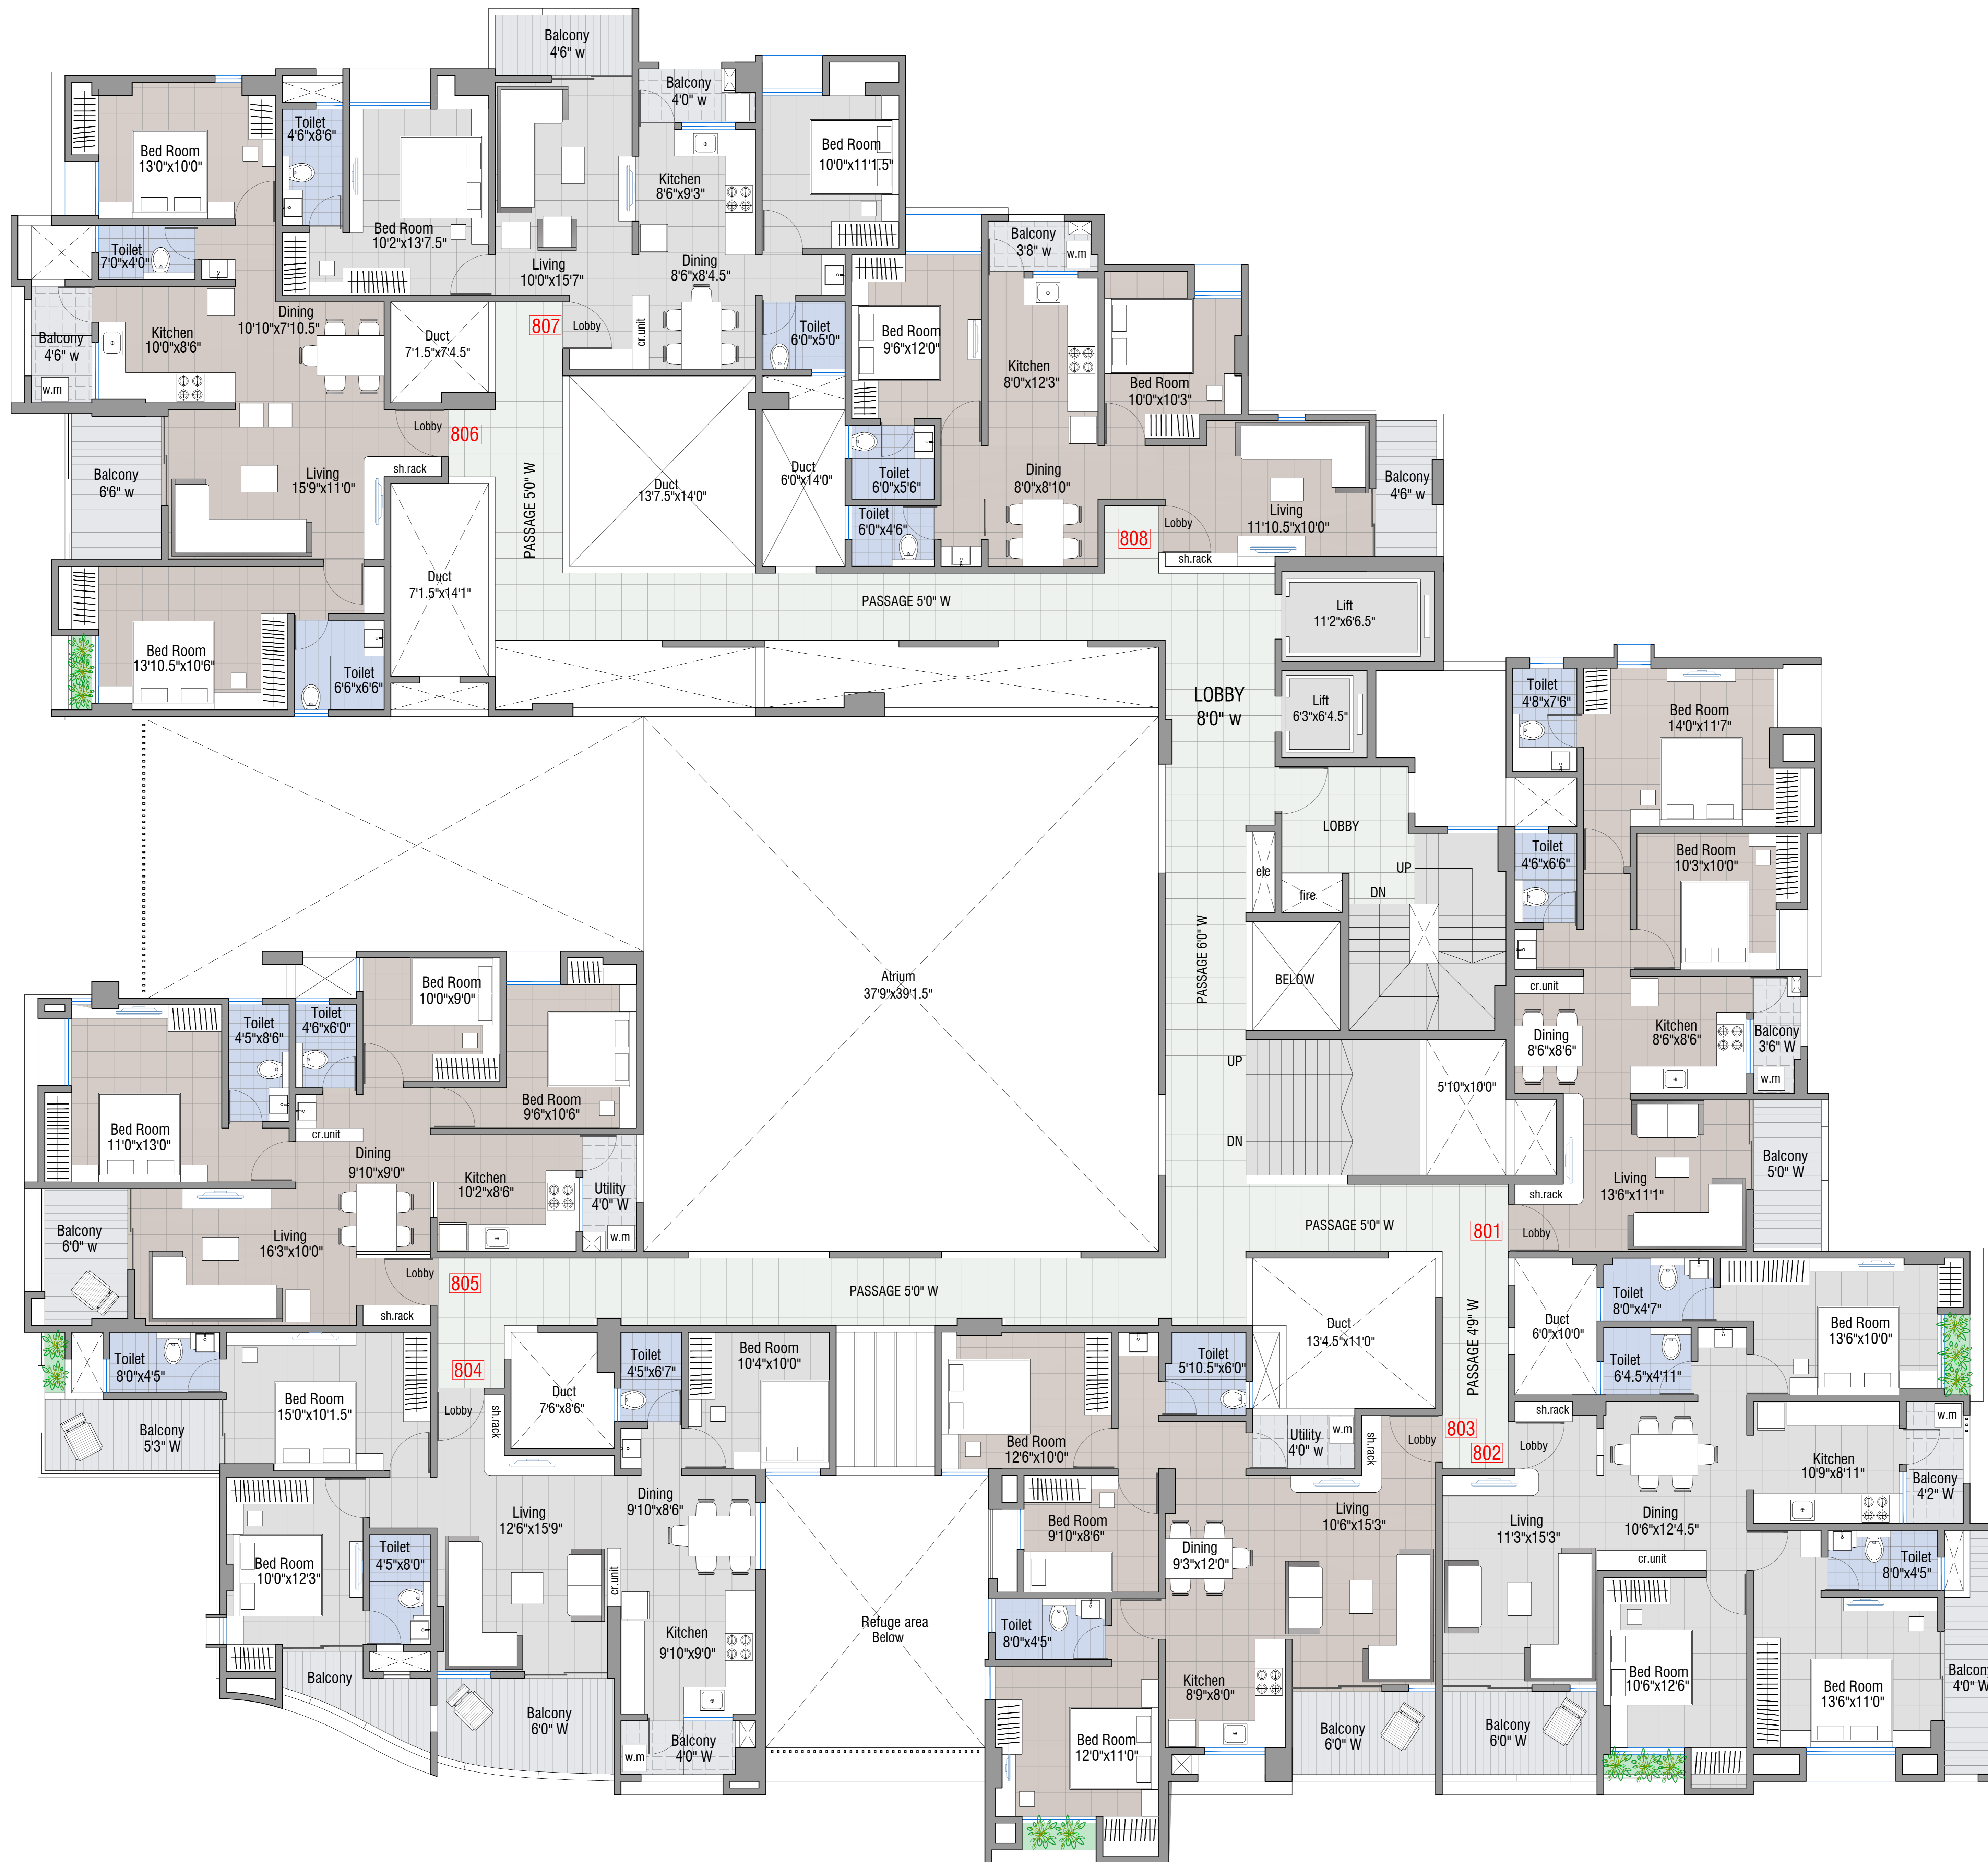 Balcony
4'6" w
Balcony
4'0" w
Toilet
4'6"x8'6"
Bed Room
13'0"x10'0"
Bed Room
10'0"x11'1.5"
Kitchen
8'6"x9'3"
Bed Room
10'2"x13'7.5"
Toilet
7'0"x4'0"
Living
10'0"x15'7"
Dining
8'6"x8'4.5"
Balcony
3'8" w
w.m
Dining
10'10"x7'10.5"
Kitchen
10'0"x8'6"
Balcony
4'6" w
w.m
Duct
7'1.5"x7'4.5"
807
Lobby
cr.unit
Toilet
6'0"x5'0"
Bed Room
9'6"x12'0"
Kitchen
8'0"x12'3"
Bed Room
10'0"x10'3"
Lobby
806
sh.rack
Balcony
6'6" w
Living
15'9"x11'0"
PASSAGE 5'0" W
Duct
13'7.5"x14'0"
Duct
6'0"x14'0"
Toilet
6'0"x5'6"
Dining
8'0"x8'10"
Balcony
4'6" w
Toilet
6'0"x4'6"
Living
11'10.5"x10'0"
Lobby
808
sh.rack
Duct
7'1.5"x14'1"
PASSAGE 5'0" W
Lift
11'2"x6'6.5"
Bed Room
13'10.5"x10'6"
Toilet
6'6"x6'6"
LOBBY
8'0" w
Lift
6'3"x6'4.5"
Toilet
4'8"x7'6"
Bed Room
14'0"x11'7"
LOBBY
Toilet
4'6"x6'6"
Bed Room
10'3"x10'0"
ele
fire
UP
DN
PASSAGE 6'0" W
BELOW
Atrium
37'9"x39'1.5"
Bed Room
10'0"x9'0"
Toilet
4'5"x8'6"
Toilet
4'6"x6'0"
cr.unit
Dining
8'6"x8'6"
Kitchen
8'6"x8'6"
Balcony
3'6" W
w.m
UP
5'10"x10'0"
DN
Bed Room
9'6"x10'6"
Bed Room
11'0"x13'0"
cr.unit
Dining
9'10"x9'0"
Kitchen
10'2"x8'6"
Utility
4'0" W
w.m
Balcony
5'0" W
Living
13'6"x11'1"
sh.rack
Balcony
6'0" w
Living
16'3"x10'0"
PASSAGE 5'0" W
801
Lobby
Lobby
805
sh.rack
PASSAGE 5'0" W
Duct
13'4.5"x11'0"
PASSAGE 4'9" W
Duct
6'0"x10'0"
Toilet
8'0"x4'7"
Bed Room
13'6"x10'0"
Toilet
8'0"x4'5"
804
Toilet
4'5"x6'7"
Bed Room
10'4"x10'0"
Toilet
5'10.5"x6'0"
Toilet
6'4.5"x4'11"
Bed Room
15'0"x10'1.5"
Lobby
sh.rack
Duct
7'6"x8'6"
Balcony
5'3" W
Bed Room
12'6"x10'0"
Utility
4'0" w
w.m
sh.rack
Lobby
803
802
sh.rack
Lobby
w.m
Kitchen
10'9"x8'11"
Balcony
4'2" W
Dining
9'10"x8'6"
Living
12'6"x15'9"
Bed Room
9'10"x8'6"
Living
10'6"x15'3"
Living
11'3"x15'3"
Dining
10'6"x12'4.5"
Dining
9'3"x12'0"
Bed Room
10'0"x12'3"
Toilet
4'5"x8'0"
cr.unit
cr.unit
Toilet
8'0"x4'5"
Refuge area
Below
Toilet
8'0"x4'5"
Kitchen
9'10"x9'0"
Balcony
Kitchen
8'9"x8'0"
Bed Room
10'6"x12'6"
Bed Room
13'6"x11'0"
Balcony
4'0" W
Balcony
6'0" W
Balcony
4'0" W
w.m
Bed Room
12'0"x11'0"
Balcony
6'0" W
Balcony
6'0" W